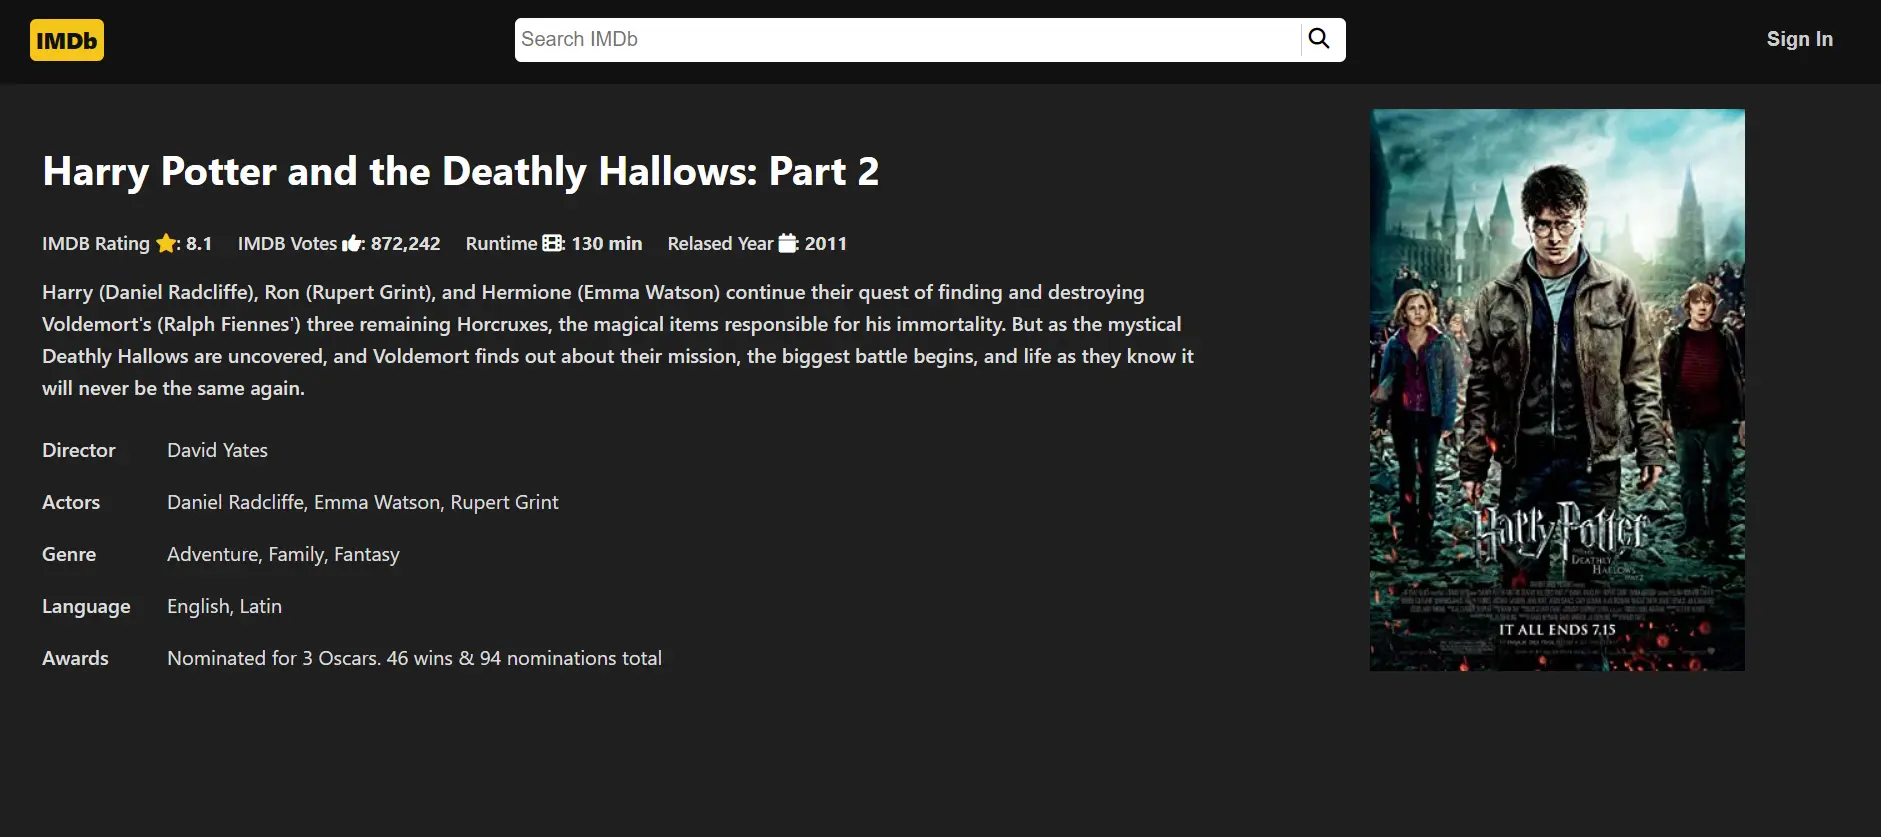 IMDb
Search IMDb
Sign In
Harry Potter and the Deathly Hallows: Part 2
IMDB Rating : 8.1 IMDB Votes : 872,242 Runtime : 130 min Relased Year : 2011
Harry (Daniel Radcliffe), Ron (Rupert Grint), and Hermione (Emma Watson) continue their quest of finding and destroying
Voldemort's (Ralph Fiennes') three remaining Horcruxes, the magical items responsible for his immortality. But as the mystical
Deathly Hallows are uncovered, and Voldemort finds out about their mission, the biggest battle begins, and life as they know it
will never be the same again.
Director David Yates
Actors Daniel Radcliffe, Emma Watson, Rupert Grint
Genre Adventure, Family, Fantasy
Language English, Latin
Awards Nominated for 3 Oscars. 46 wins & 94 nominations total
Harry Potter
AND THE
DEATHLY
HALLOWS
PART 2
IT ALL ENDS 7.15